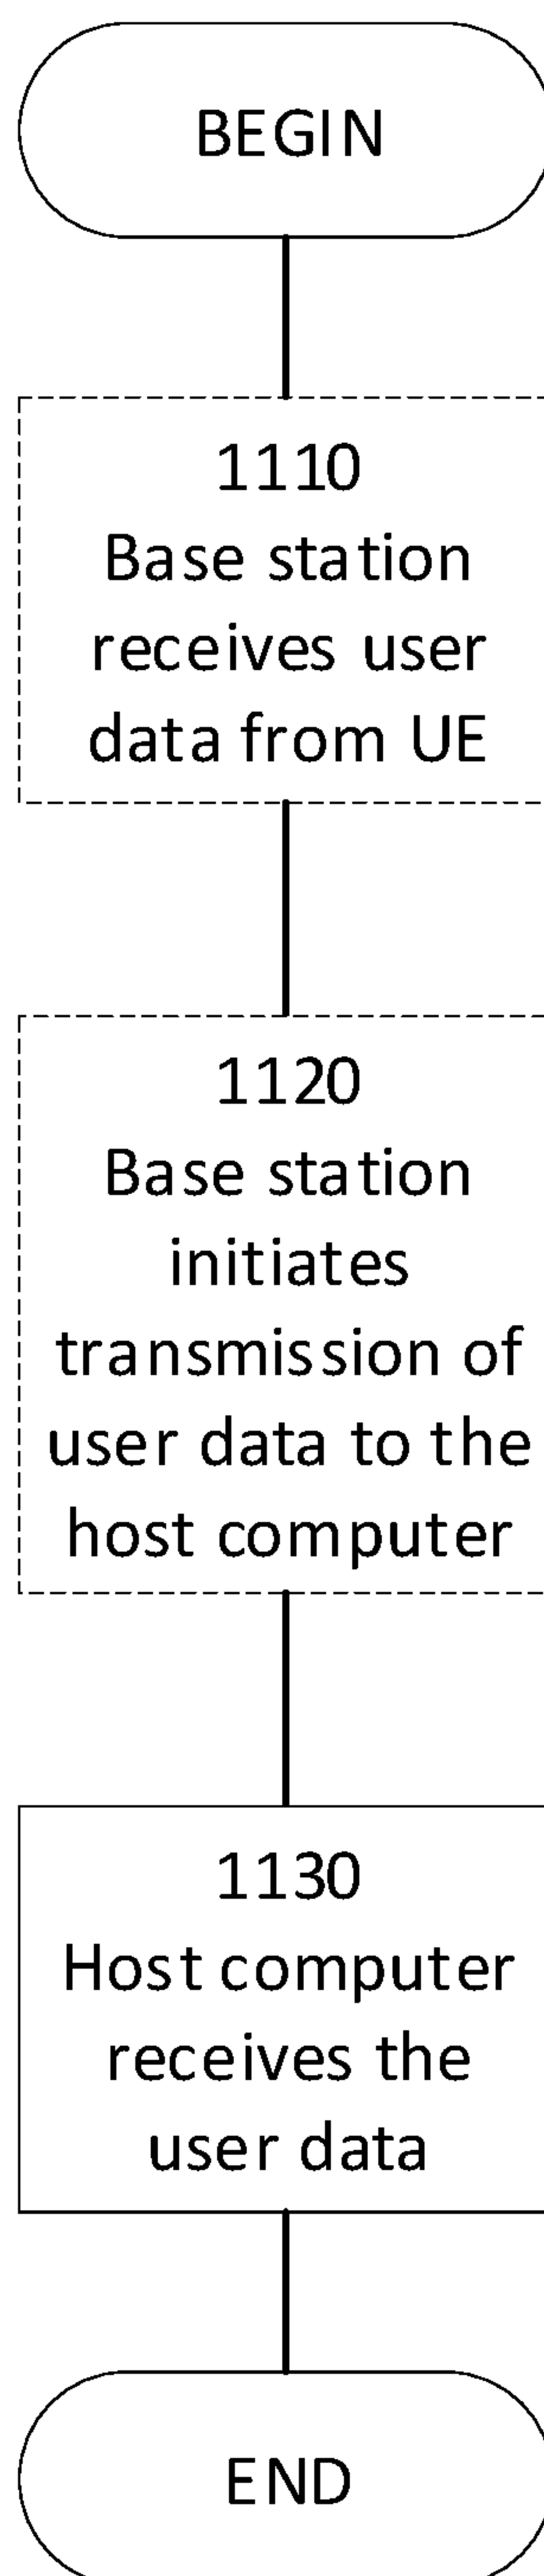 BEGIN
1110
Base station
receives user
data from UE
1120
Base station
initiates
transmission of
user data to the
host computer
1130
Host computer
receives the
user data
END